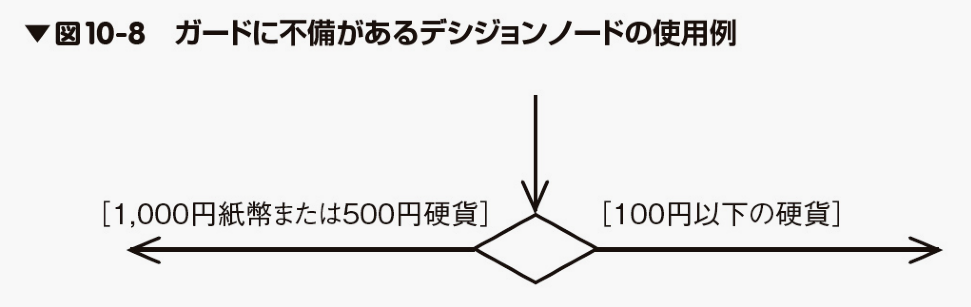 ▼図10-8　ガードに不備があるデシジョンノードの使用例
[1,000円紙幣または500円硬貨]
[100円以下の硬貨]